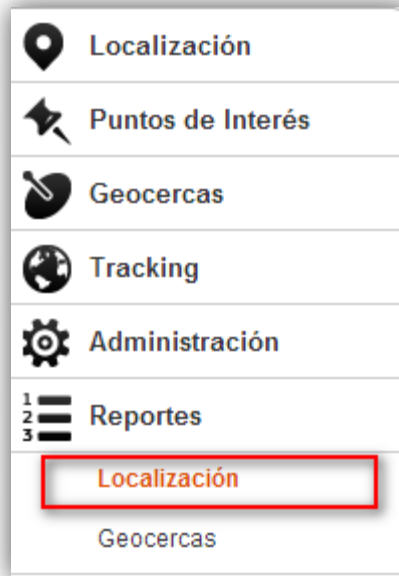 Localización
Puntos de Interés
Geocercas
Tracking
Administración
1
2
3
Reportes
Localización
Geocercas